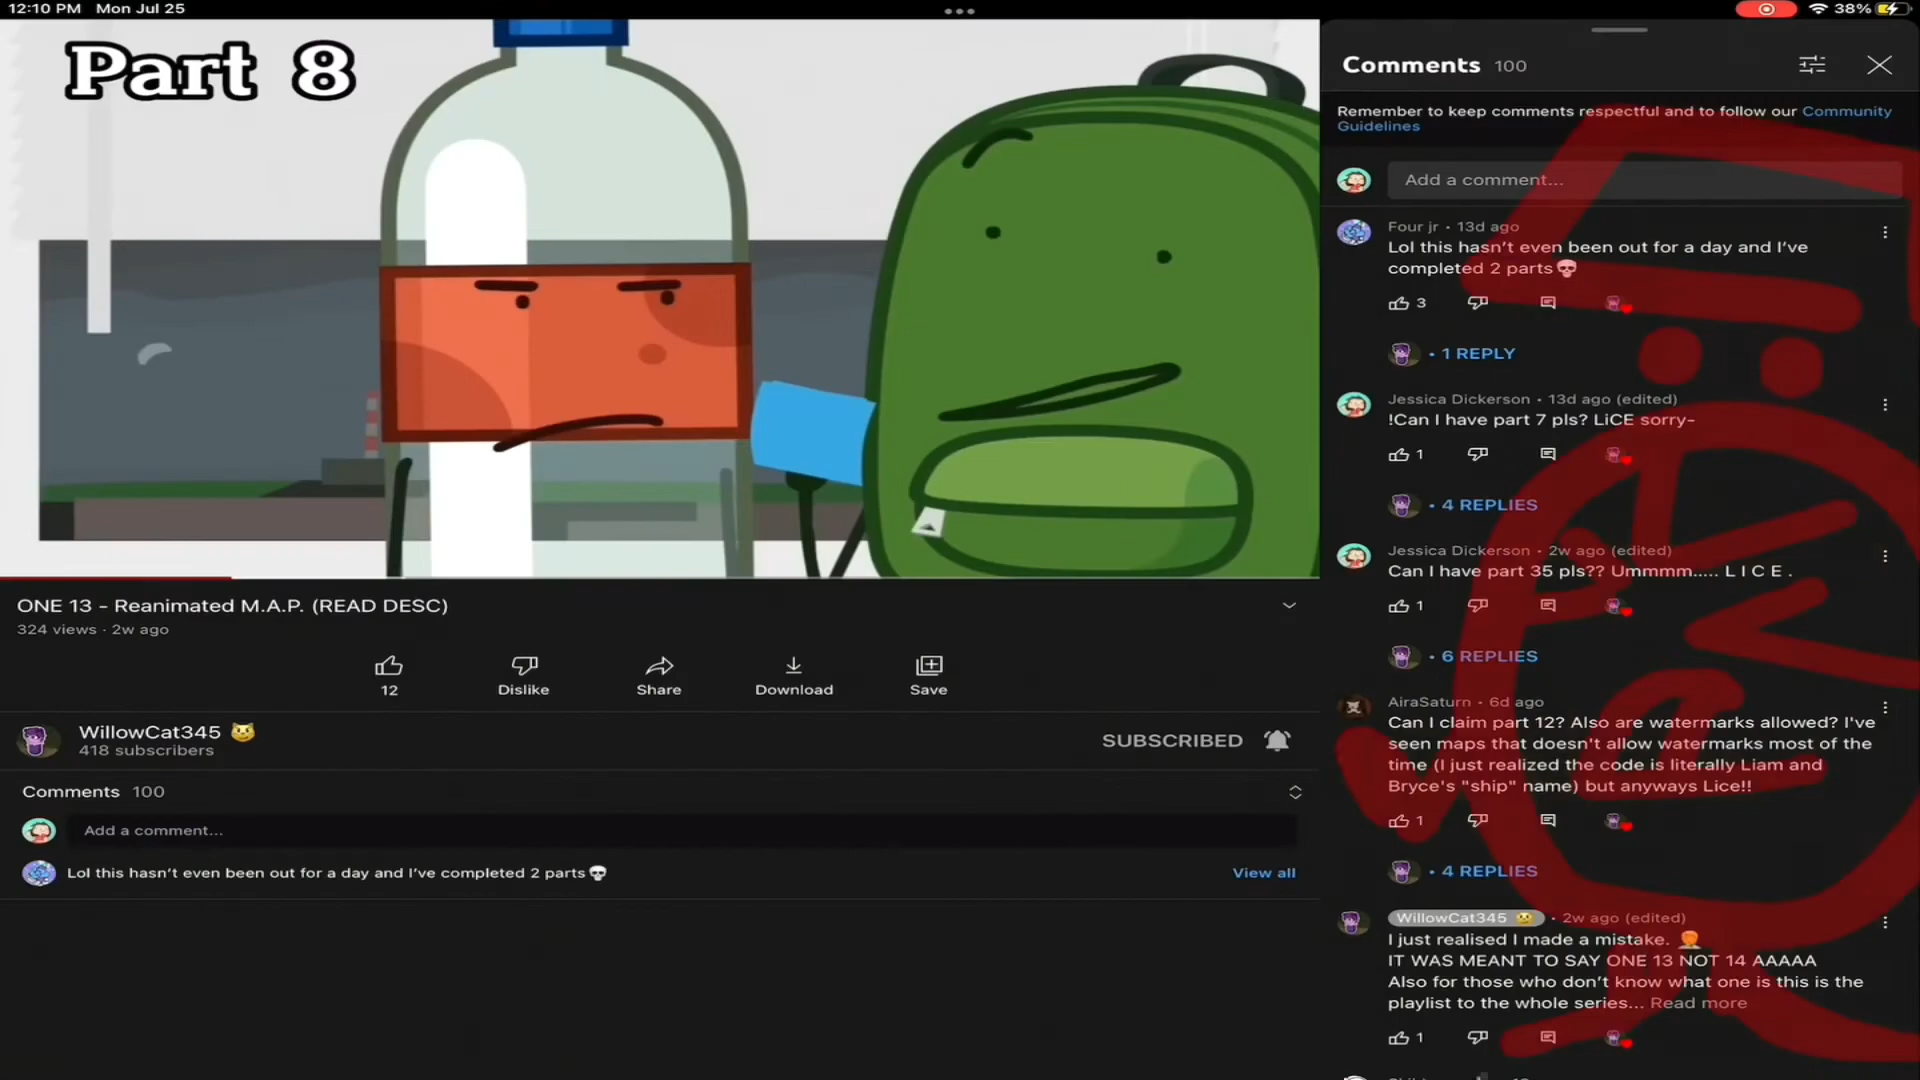 12:10 PM Mon Jul 25
38%
Part 8
ONE 13 - Reanimated M.A.P. (READ DESC)
324 views · 2w ago
12
Dislike
Share
Download
Save
WillowCat345 😼
418 subscribers
SUBSCRIBED
Comments 100
Add a comment...
Lol this hasn't even been out for a day and I've completed 2 parts💀
View all
Comments 100
Remember to keep comments respectful and to follow our Community
Guidelines
Add a comment...
Four jr · 13d ago
Lol this hasn't even been out for a day and I've
completed 2 parts💀
3
· 1 REPLY
Jessica Dickerson · 13d ago (edited)
!Can I have part 7 pls? LiCE sorry-
1
· 4 REPLIES
Jessica Dickerson · 2w ago (edited)
Can I have part 35 pls?? Ummmm..... L I C E .
1
· 6 REPLIES
AiraSaturn · 6d ago
Can I claim part 12? Also are watermarks allowed? I've
seen maps that doesn't allow watermarks most of the
time (I just realized the code is literally Liam and
Bryce's "ship" name) but anyways Lice!!
1
· 4 REPLIES
WillowCat345 😼 · 2w ago (edited)
I just realised I made a mistake. 🤦
IT WAS MEANT TO SAY ONE 13 NOT 14 AAAAA
Also for those who don't know what one is this is the
playlist to the whole series... Read more
1